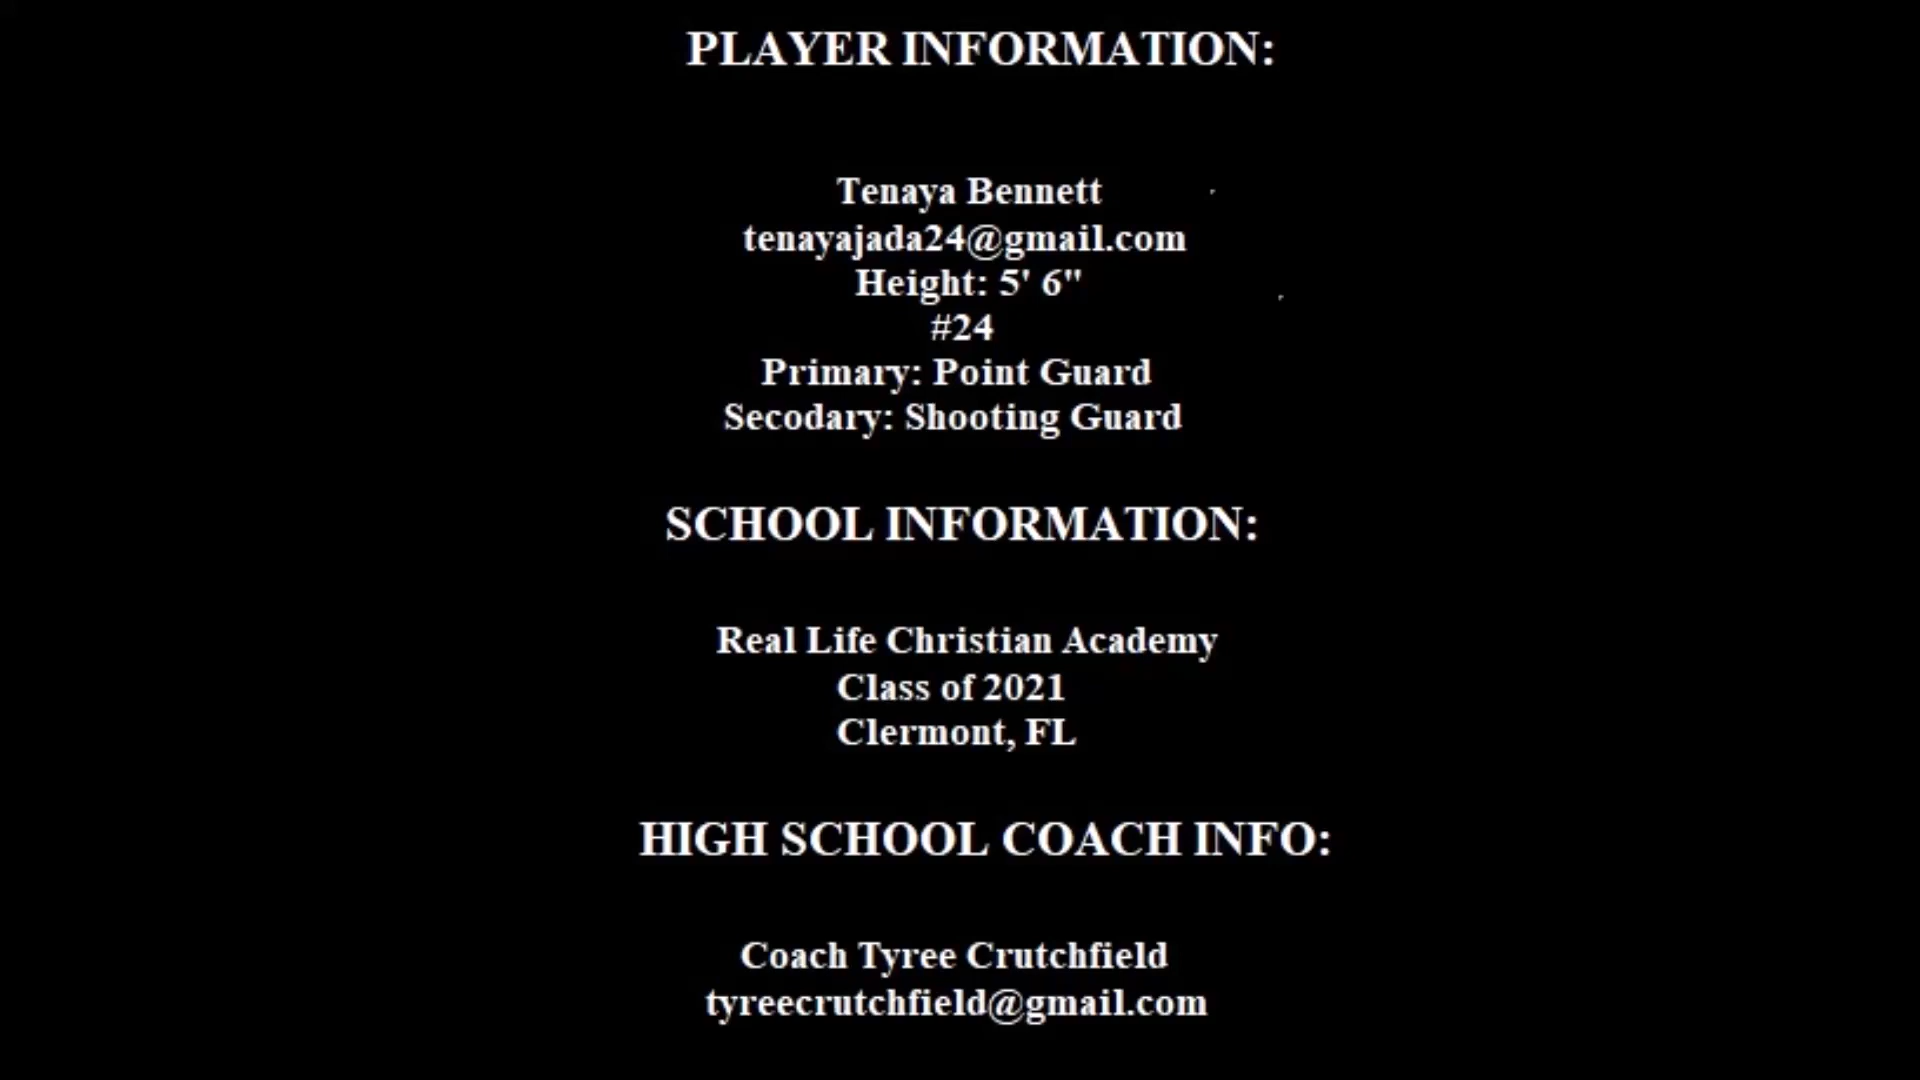 PLAYER INFORMATION:
Tenaya Bennett
tenayajada24@gmail.com
Height: 5' 6"
#24
Primary: Point Guard
Secodary: Shooting Guard
SCHOOL INFORMATION:
Real Life Christian Academy
Class of 2021
Clermont, FL
HIGH SCHOOL COACH INFO:
Coach Tyree Crutchfield
tyreecrutchfield@gmail.com